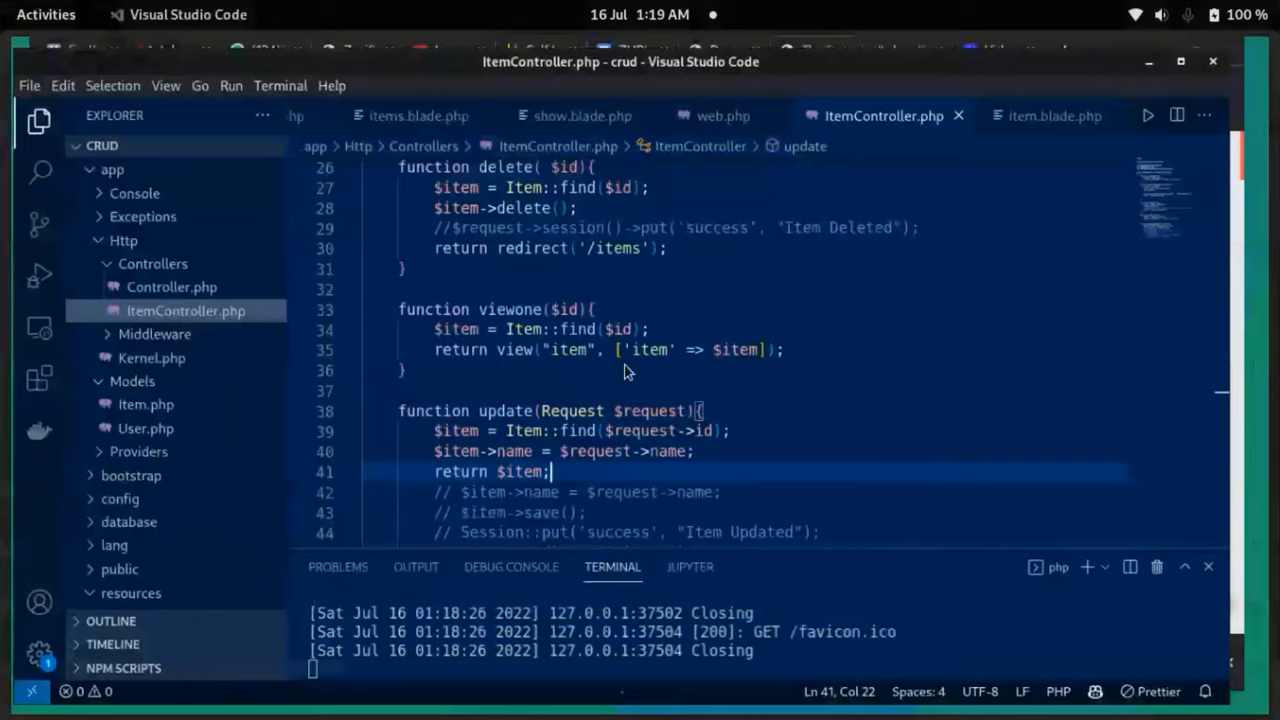 Activities Visual Studio Code 16 Jul 1:19 AM 100 %
ItemController.php - crud - Visual Studio Code
File Edit Selection View Go Run Terminal Help
EXPLORER hp items.blade.php show.blade.php web.php ItemController.php item.blade.php
CRUD
app > Http > Controllers > ItemController.php > ItemController > update
app
Console
Exceptions
Http
Controllers
Controller.php
ItemController.php
Middleware
Kernel.php
Models
Item.php
User.php
Providers
bootstrap
config
database
lang
public
resources
OUTLINE
TIMELINE
NPM SCRIPTS
26 function delete( $id){
27 $item = Item::find($id);
28 $item->delete();
29 //$request->session()->put('success', "Item Deleted");
30 return redirect('/items');
31 }
32
33 function viewone($id){
34 $item = Item::find($id);
35 return view("item", ['item' => $item]);
36 }
37
38 function update(Request $request){
39 $item = Item::find($request->id);
40 $item->name = $request->name;
41 return $item;
42 // $item->name = $request->name;
43 // $item->save();
44 // Session::put('success', "Item Updated");
PROBLEMS OUTPUT DEBUG CONSOLE TERMINAL JUPYTER php
[Sat Jul 16 01:18:26 2022] 127.0.0.1:37502 Closing
[Sat Jul 16 01:18:26 2022] 127.0.0.1:37504 [200]: GET /favicon.ico
[Sat Jul 16 01:18:26 2022] 127.0.0.1:37504 Closing
1
0 0 Ln 41, Col 22 Spaces: 4 UTF-8 LF PHP Prettier